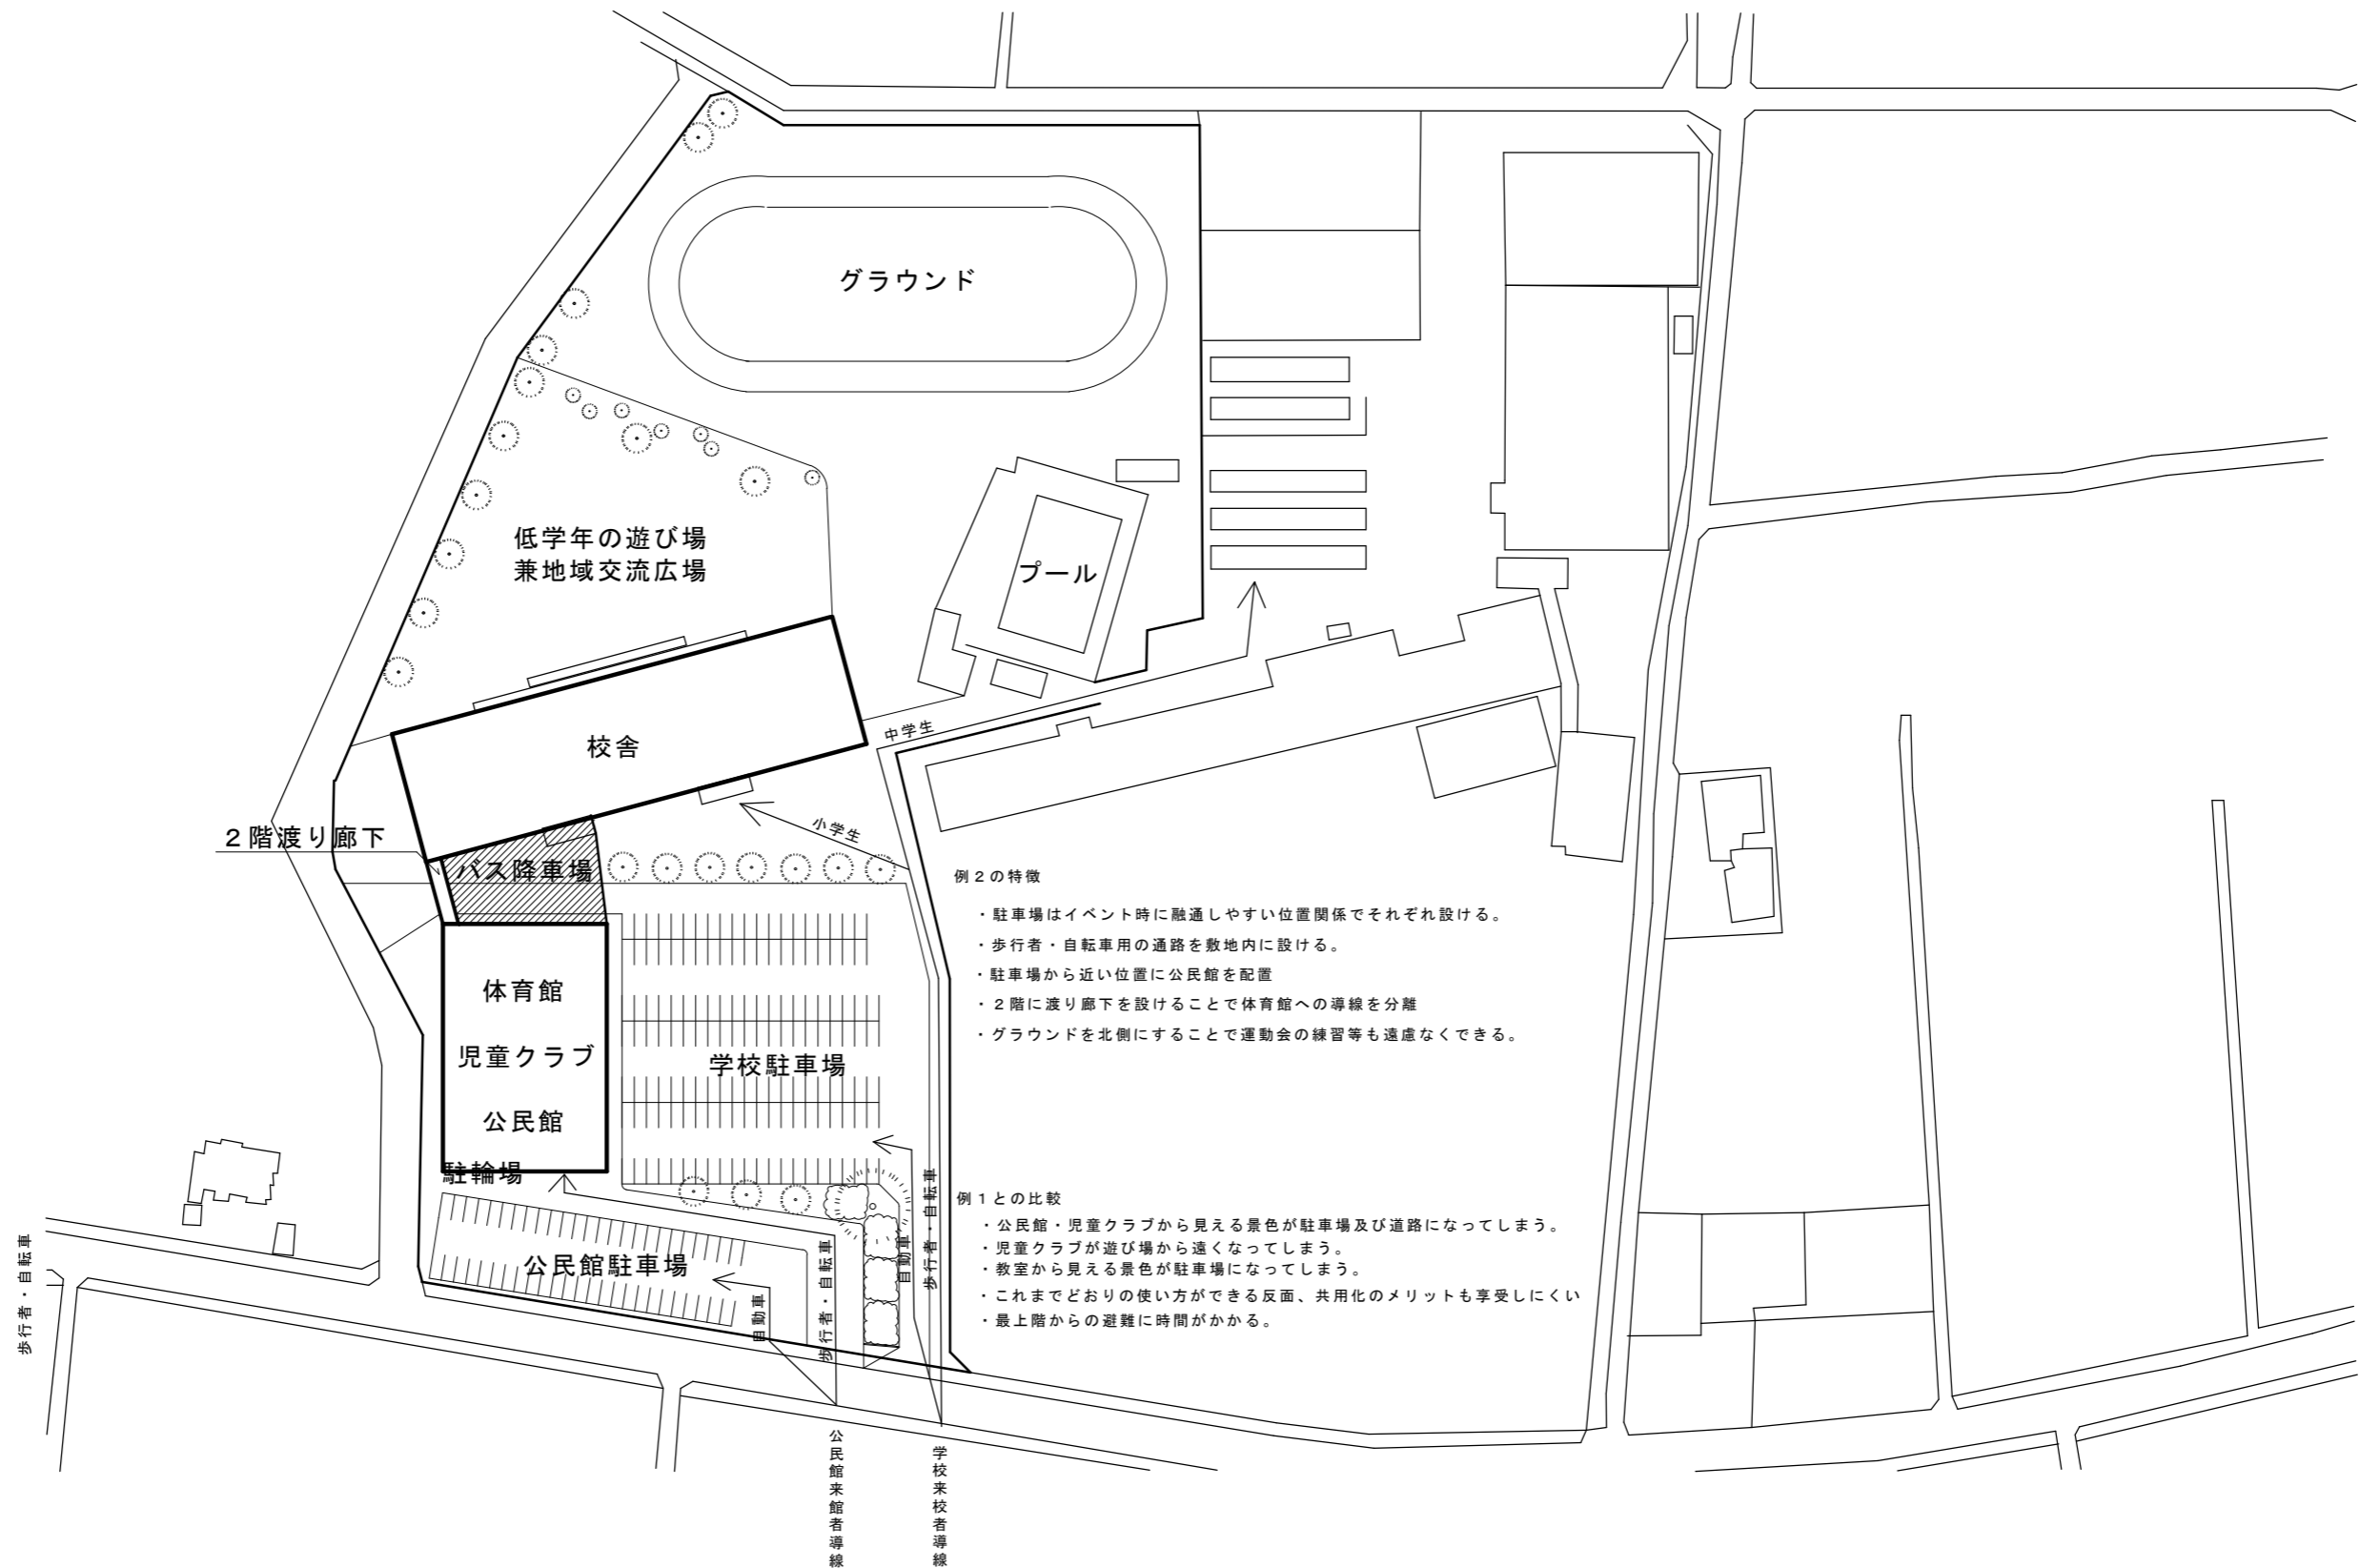 グラウンド
低学年の遊び場
兼地域交流広場
プール
校舎
中学生
小学生
2階渡り廊下
バス降車場
体育館
児童クラブ
公民館
学校駐車場
駐輪場
公民館駐車場
例2の特徴
・駐車場はイベント時に融通しやすい位置関係でそれぞれ設ける。
・歩行者・自転車用の通路を敷地内に設ける。
・駐車場から近い位置に公民館を配置
・2階に渡り廊下を設けることで体育館への導線を分離
・グラウンドを北側にすることで運動会の練習等も遠慮なくできる。
例1との比較
・公民館・児童クラブから見える景色が駐車場及び道路になってしまう。
・児童クラブが遊び場から遠くなってしまう。
・教室から見える景色が駐車場になってしまう。
・これまでどおりの使い方ができる反面、共用化のメリットも享受しにくい
・最上階からの避難に時間がかかる。
歩行者・自転車
自動車
歩行者・自転車
自動車
歩行者・自転車
公民館来館者導線
学校来校者導線